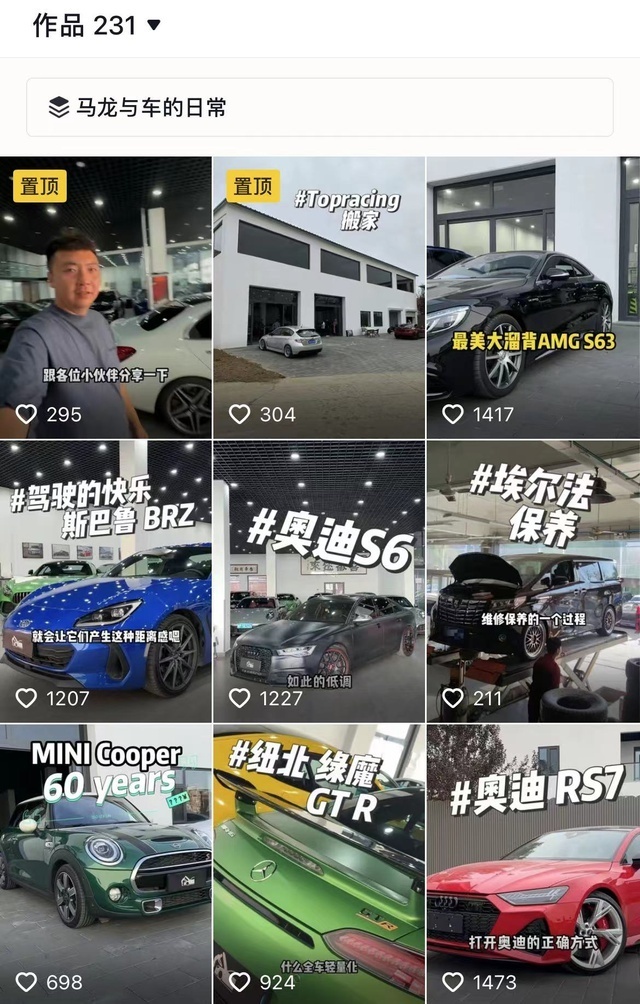 作品 231
马龙与车的日常
置顶
跟各位小伙伴分享一下
295
置顶
#Topracing
搬家
304
最美大溜背AMG S63
1417
#驾驶的快乐
斯巴鲁 BRZ
就会让它们产生这种距离感吧
1207
#奥迪S6
如此的低调
1227
#埃尔法
保养
维修保养的一个过程
211
MINI Cooper
60 years
698
#纽北 绿魔
GT R
GTR
什么全车轻量化
924
#奥迪 RS7
打开奥迪的正确方式
1473